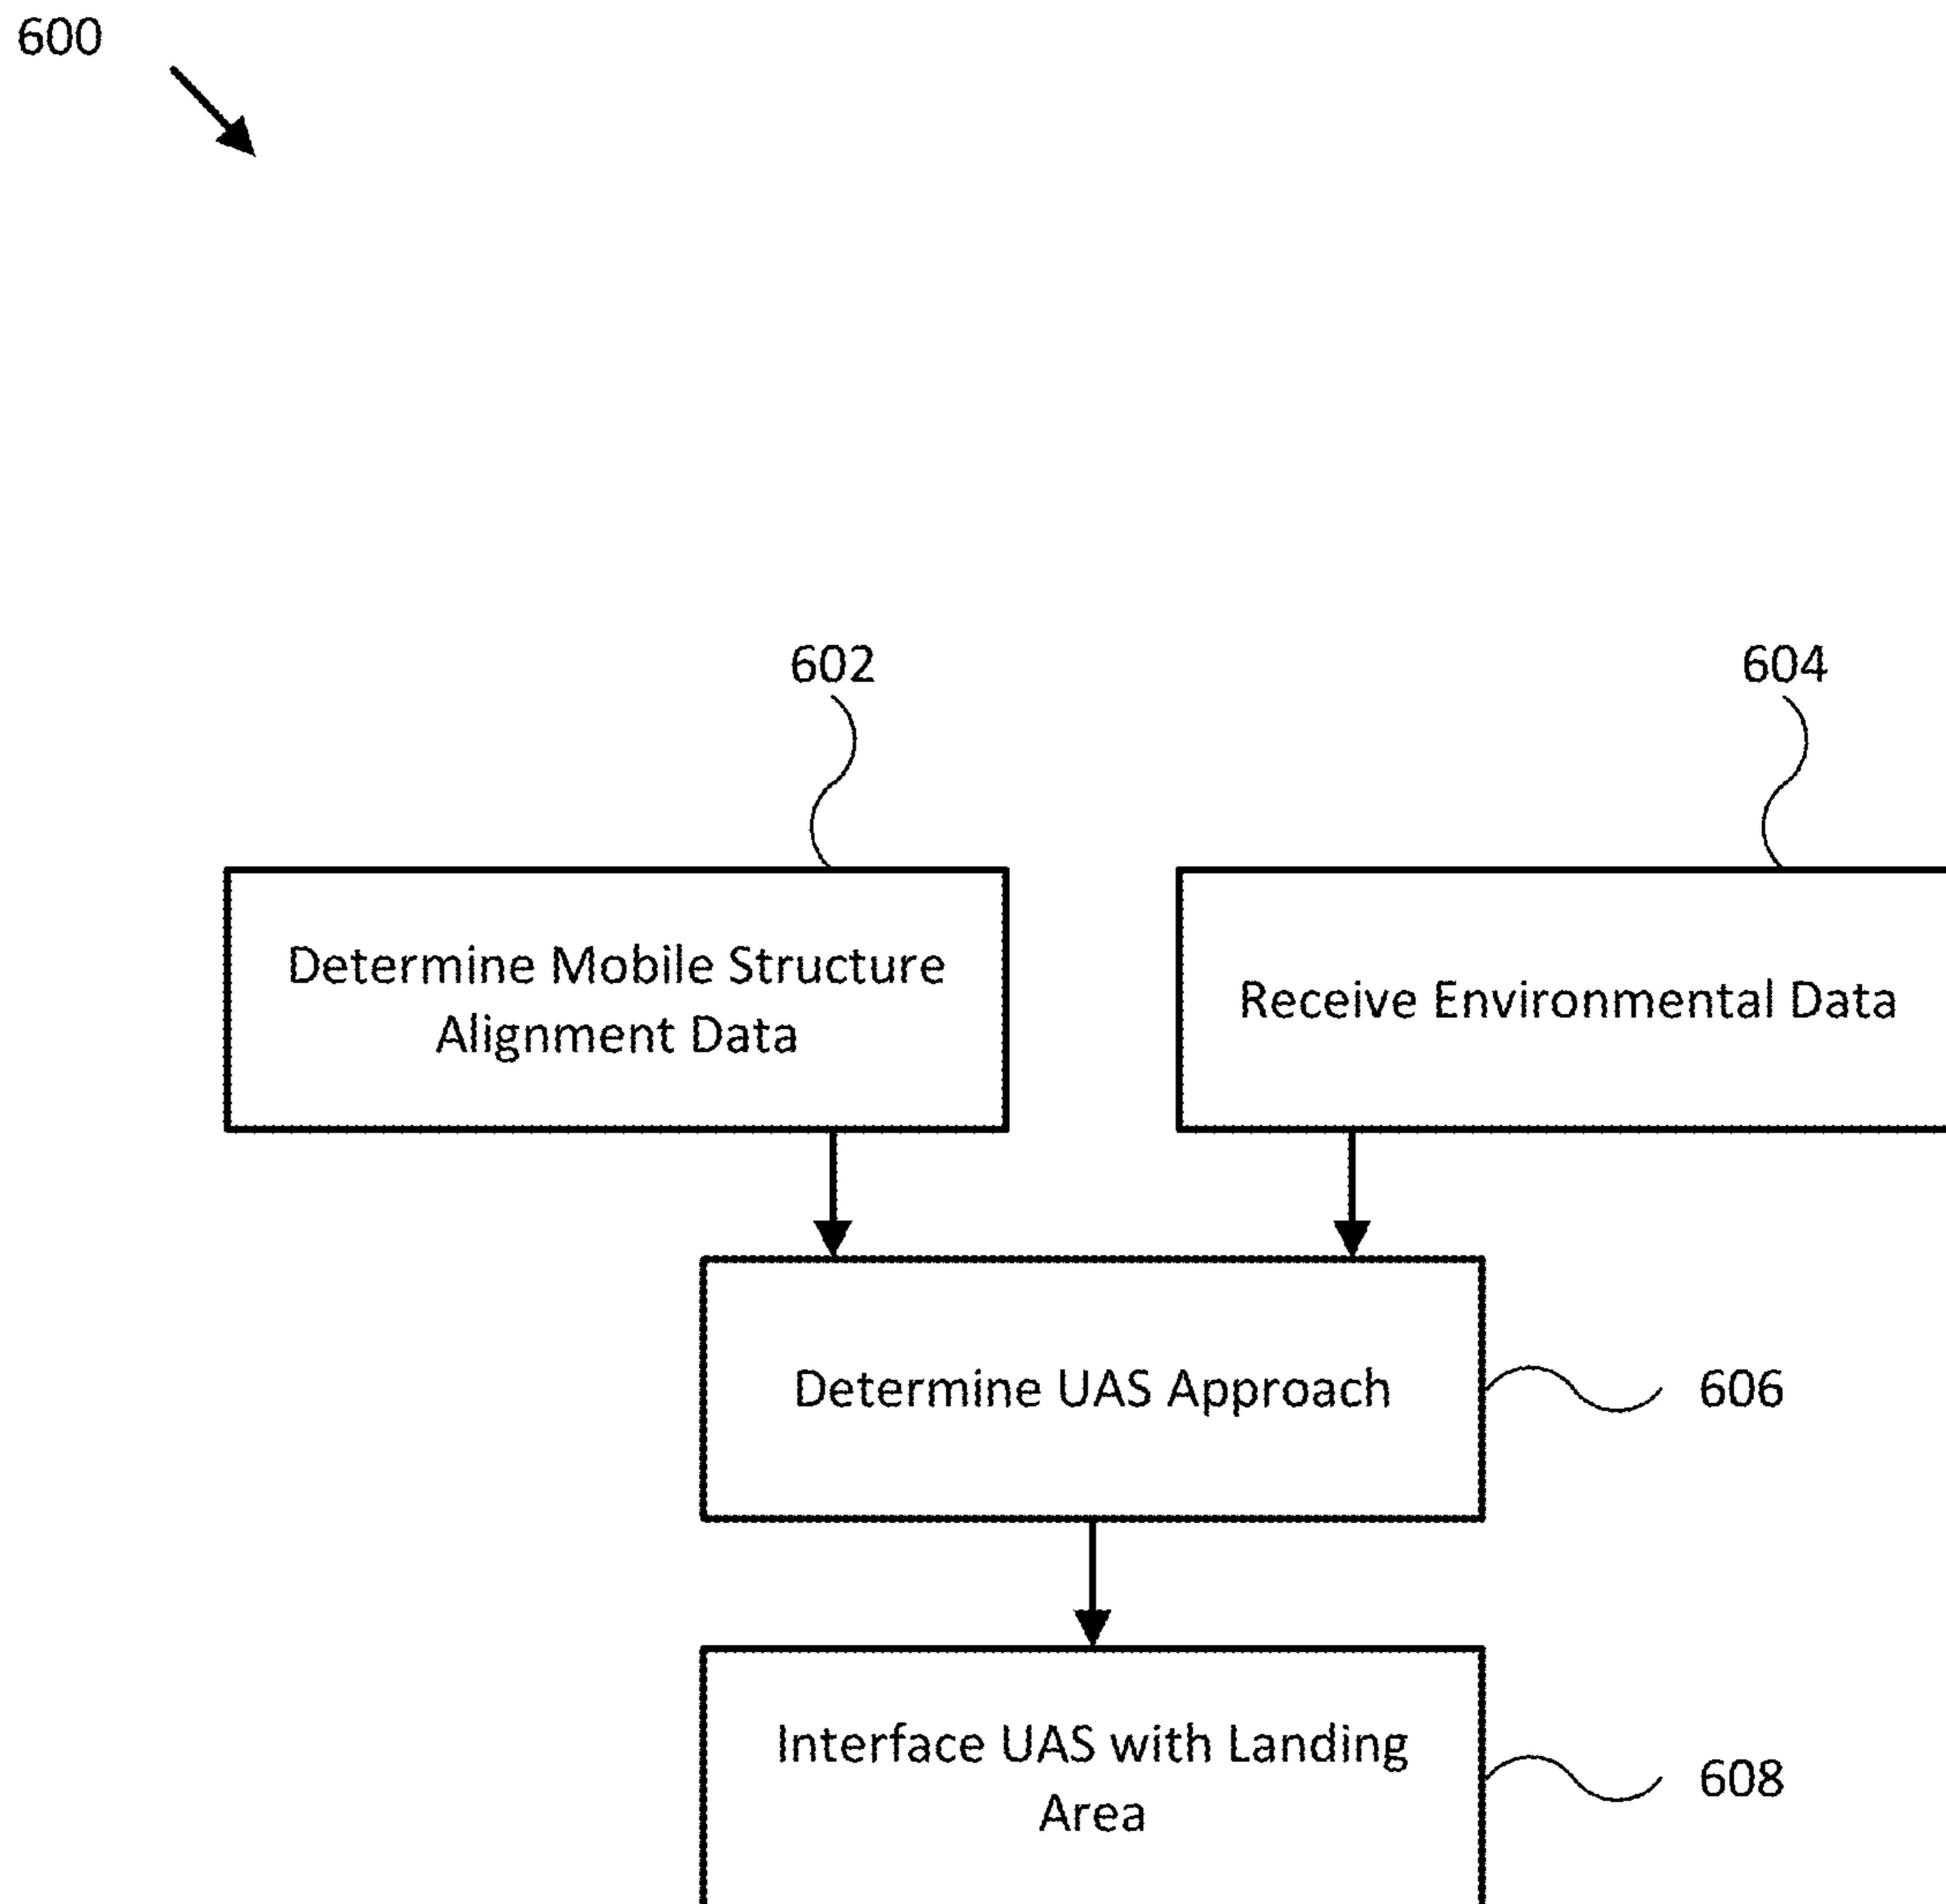 600
602
604
Determine Mobile Structure
Alignment Data
Receive Environmental Data
Determine UAS Approach
606
Interface UAS with Landing
Area
608